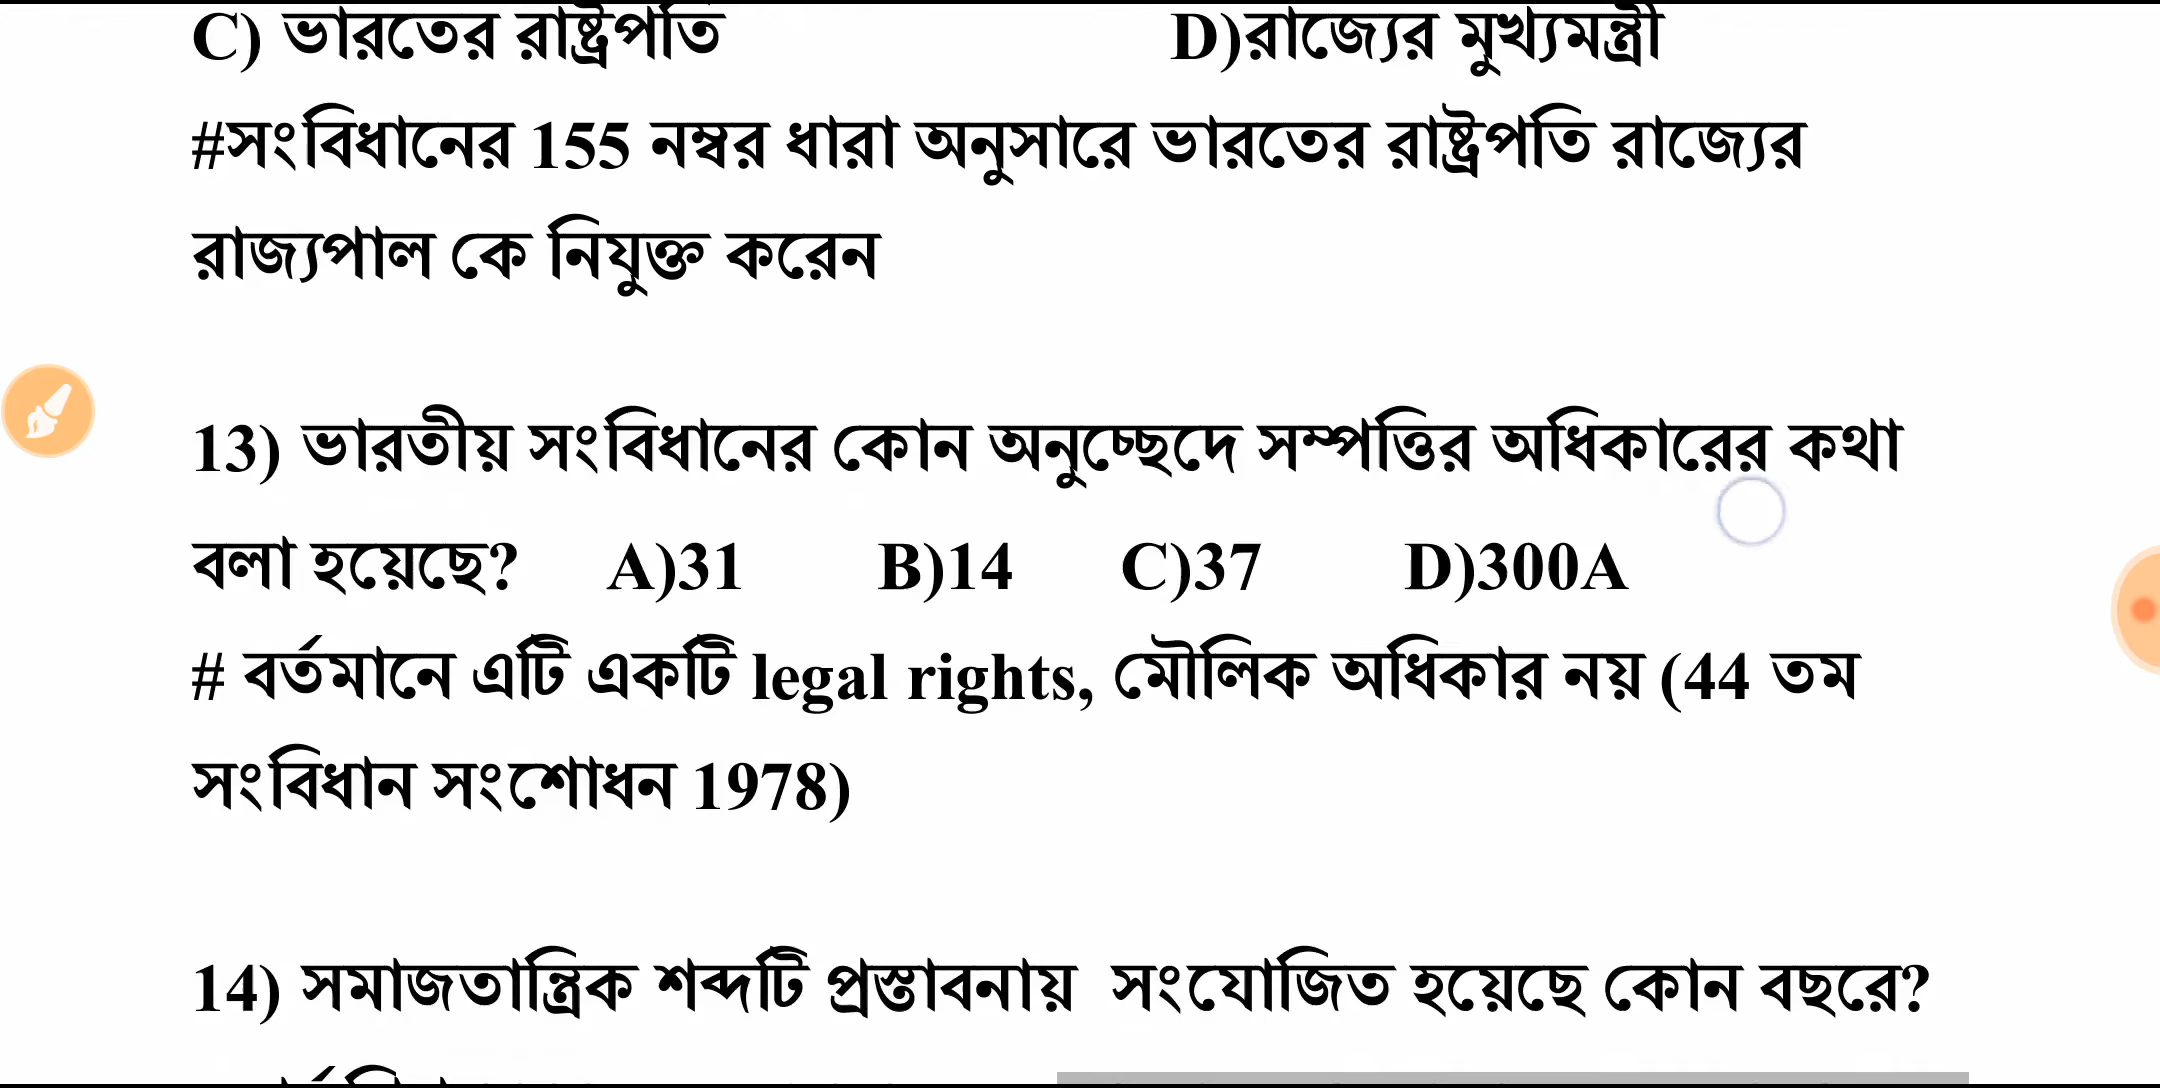 C) ভারতের রাষ্ট্রপতি D)রাজ্যের মুখ্যমন্ত্রী
#সংবিধানের 155 নম্বর ধারা অনুসারে ভারতের রাষ্ট্রপতি রাজ্যের
রাজ্যপাল কে নিযুক্ত করেন
13) ভারতীয় সংবিধানের কোন অনুচ্ছেদে সম্পত্তির অধিকারের কথা
বলা হয়েছে? A)31 B)14 C)37 D)300A
# বর্তমানে এটি একটি legal rights, মৌলিক অধিকার নয় (44 তম
সংবিধান সংশোধন 1978)
14) সমাজতান্ত্রিক শব্দটি প্রস্তাবনায় সংযোজিত হয়েছে কোন বছরে?